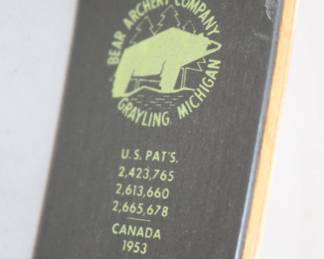 BEAR ARCHERY COMPANY
GRAYLING, MICHIGAN
U.S. PAT'S.
2,423,765
2,613,660
2,665,678
CANADA
1953